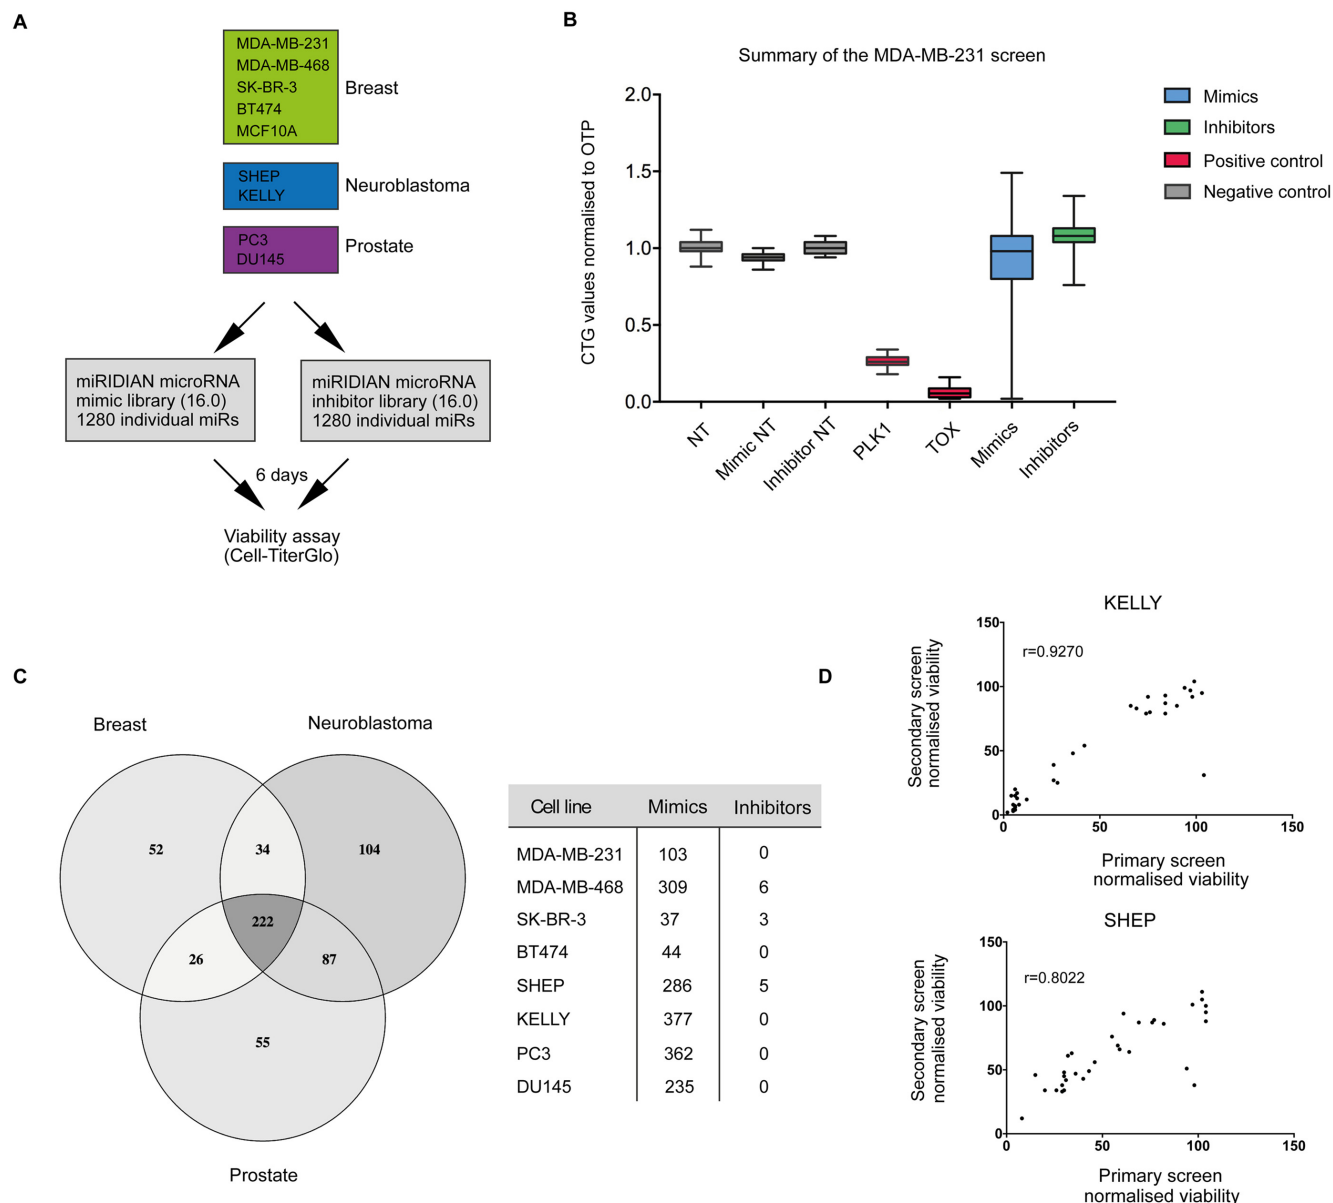 A
MDA-MB-231
MDA-MB-468
SK-BR-3
BT474
MCF10A
Breast
SHEP
KELLY
Neuroblastoma
PC3
DU145
Prostate
miRIDIAN microRNA
mimic library (16.0)
1280 individual miRs
miRIDIAN microRNA
inhibitor library (16.0)
1280 individual miRs
6 days
Viability assay
(Cell-TiterGlo)
B
Summary of the MDA-MB-231 screen
CTG values normalised to OTP
2.0
1.5
1.0
0.5
0.0
NT
Mimic NT
Inhibitor NT
PLK1
TOX
Mimics
Inhibitors
Mimics
Inhibitors
Positive control
Negative control
C
Breast
Neuroblastoma
52
34
104
222
26
87
55
Prostate
Cell line Mimics Inhibitors
MDA-MB-231 103 0
MDA-MB-468 309 6
SK-BR-3 37 3
BT474 44 0
SHEP 286 5
KELLY 377 0
PC3 362 0
DU145 235 0
D
KELLY
r=0.9270
Secondary screen
normalised viability
150
100
50
0
0 50 100 150
Primary screen
normalised viability
SHEP
r=0.8022
Secondary screen
normalised viability
150
100
50
0
0 50 100 150
Primary screen
normalised viability